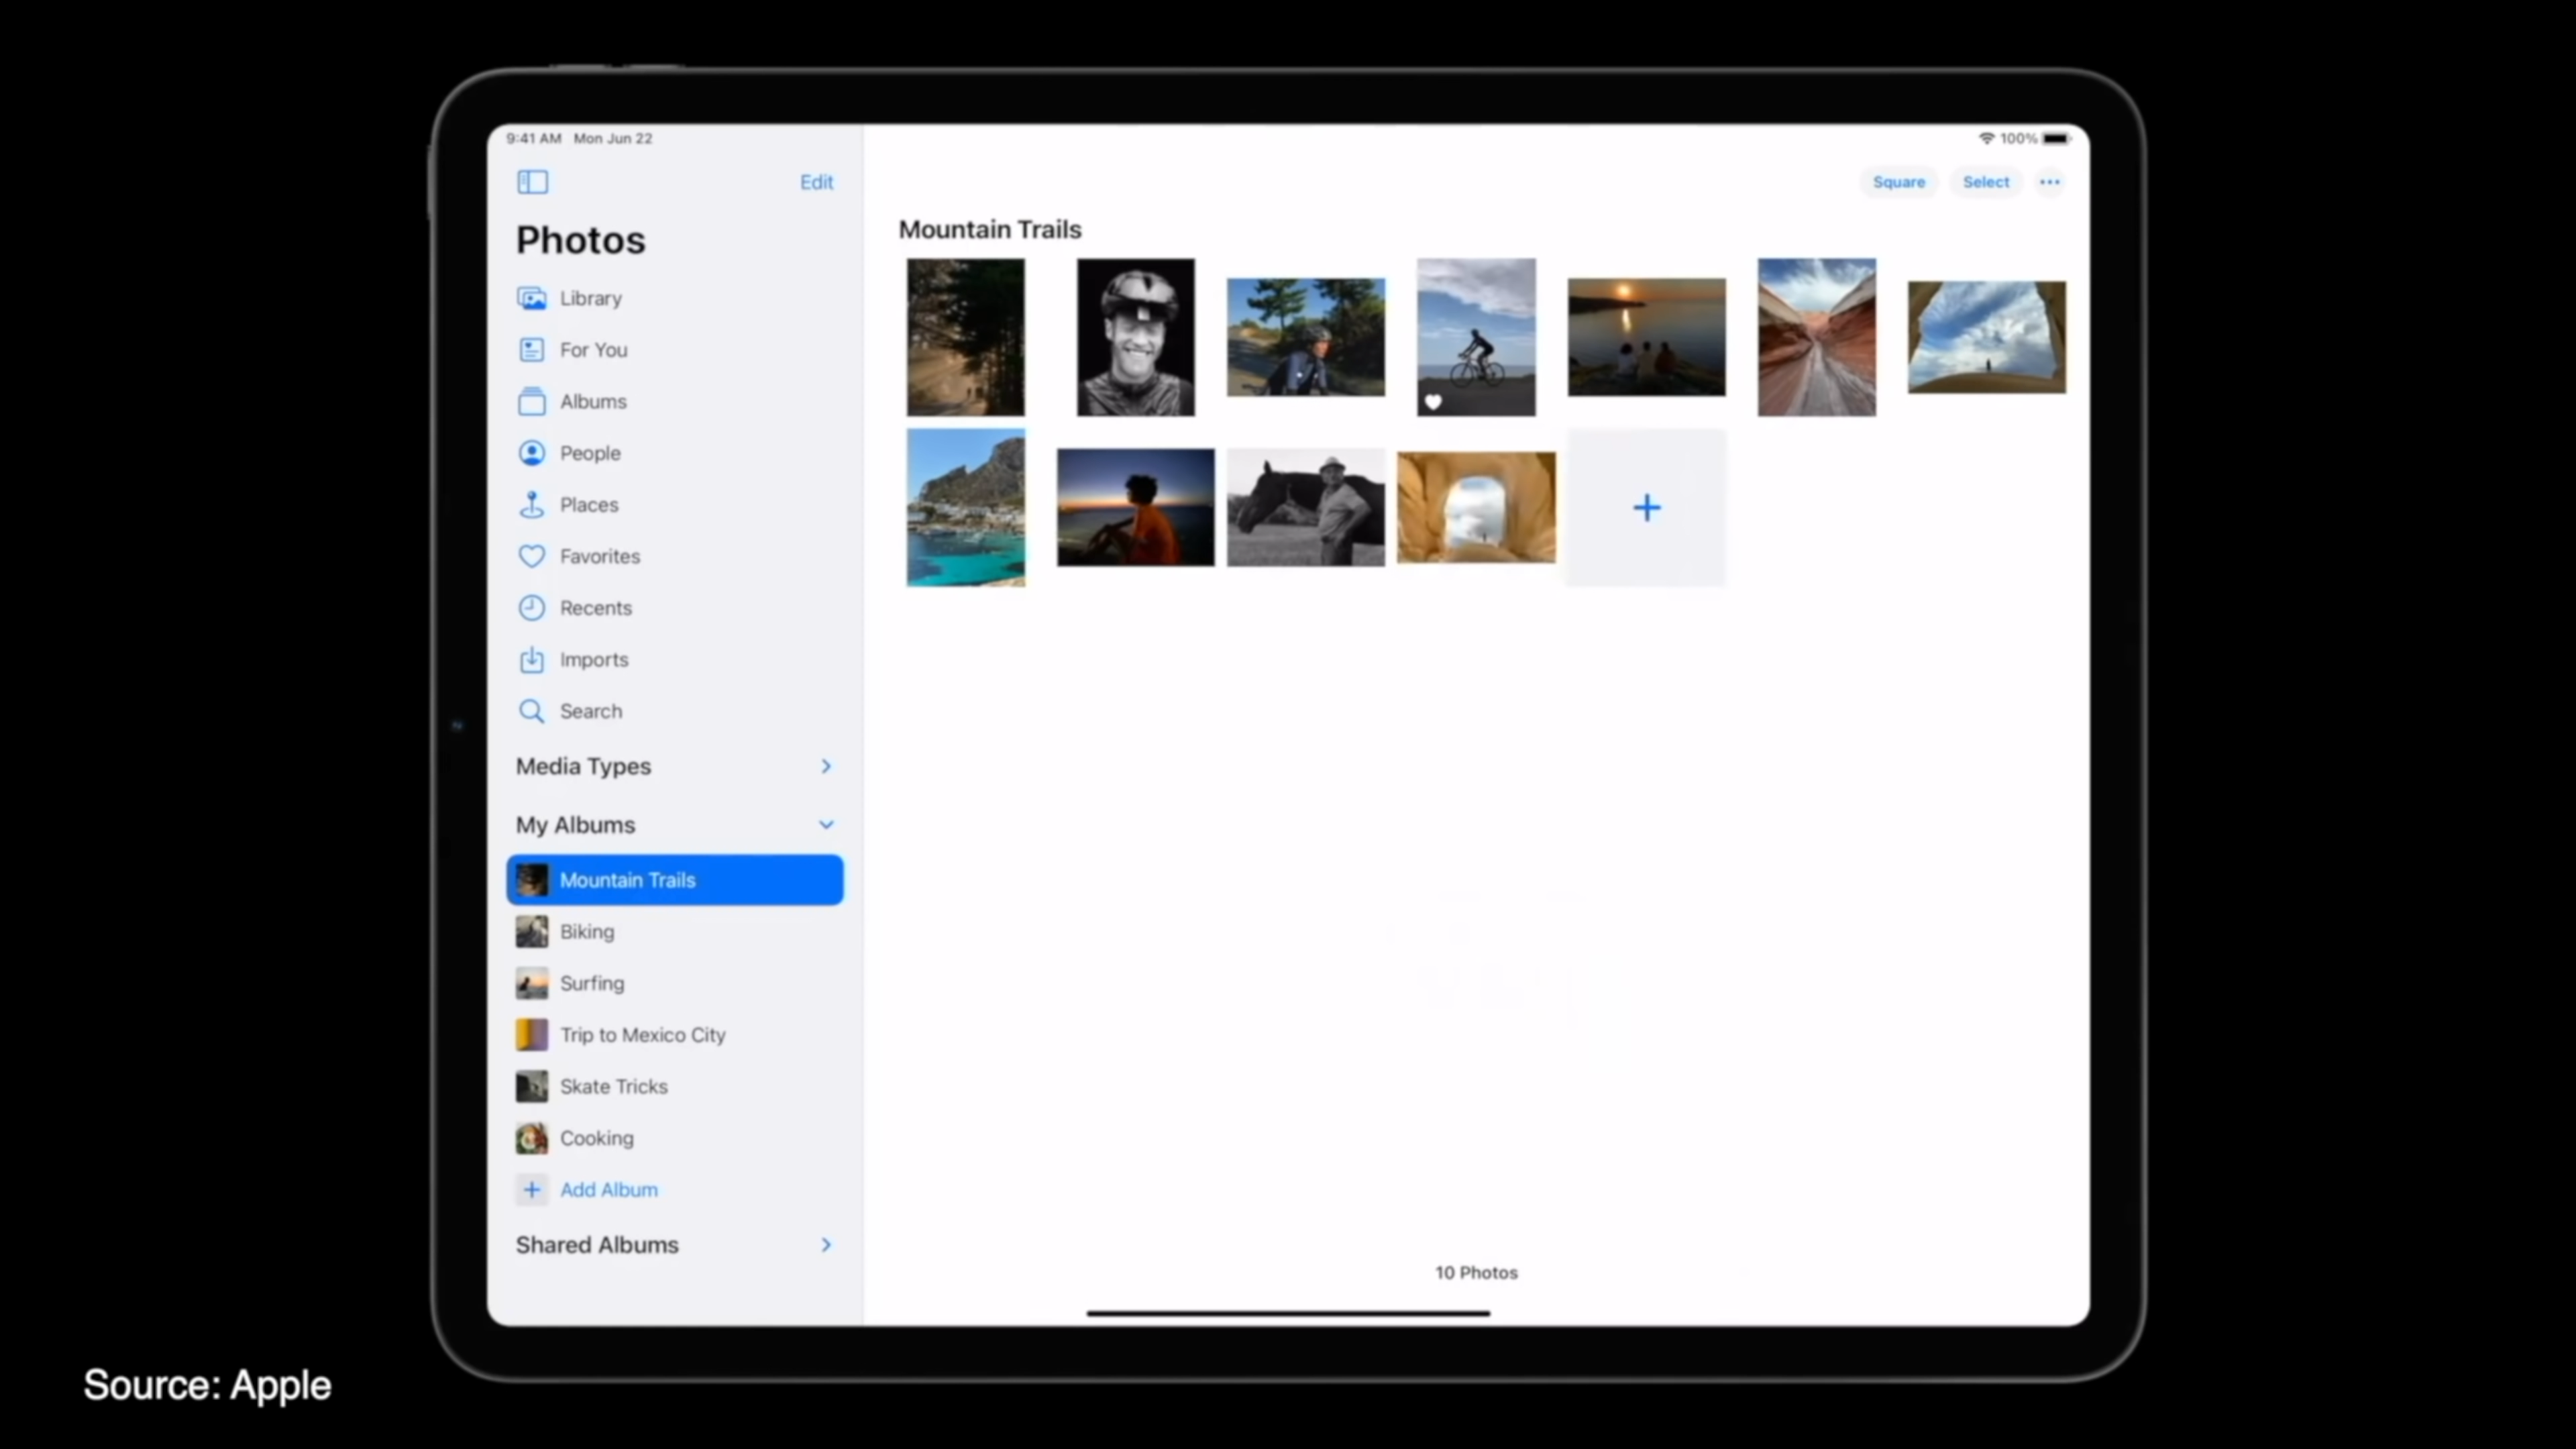 9:41 AM Mon Jun 22
100%
Edit
Square
Select
Photos
Library
For You
Albums
People
Places
Favorites
Recents
Imports
Search
Media Types
My Albums
Mountain Trails
Biking
Surfing
Trip to Mexico City
Skate Tricks
Cooking
Add Album
Shared Albums
Mountain Trails
10 Photos
Source: Apple